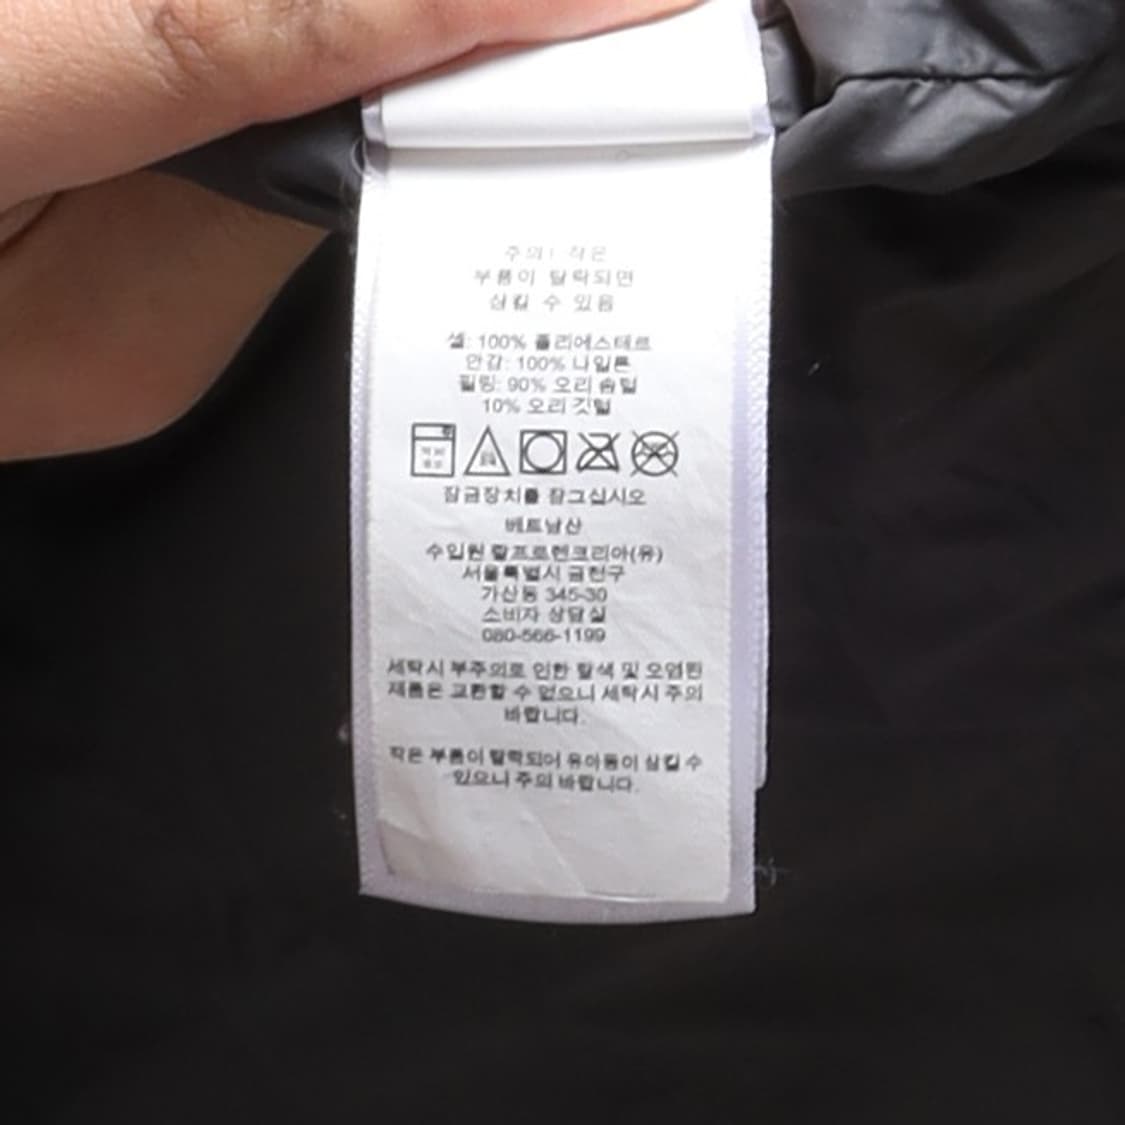 주의! 작은
부품이 탈락되면
삼킬 수 있음
셸: 100% 폴리에스테르
안감: 100% 나일론
필링: 90% 오리 솜털
10% 오리 깃털
잠금장치를 잠그십시오
베트남산
수입원 랄프로렌코리아(유)
서울특별시 금천구
가산동 345-30
소비자 상담실
080-566-1199
세탁시 부주의로 인한 탈색 및 오염된
제품은 교환할 수 없으니 세탁시 주의
바랍니다.
작은 부품이 탈락되어 유아등이 삼킬 수
있으니 주의 바랍니다.